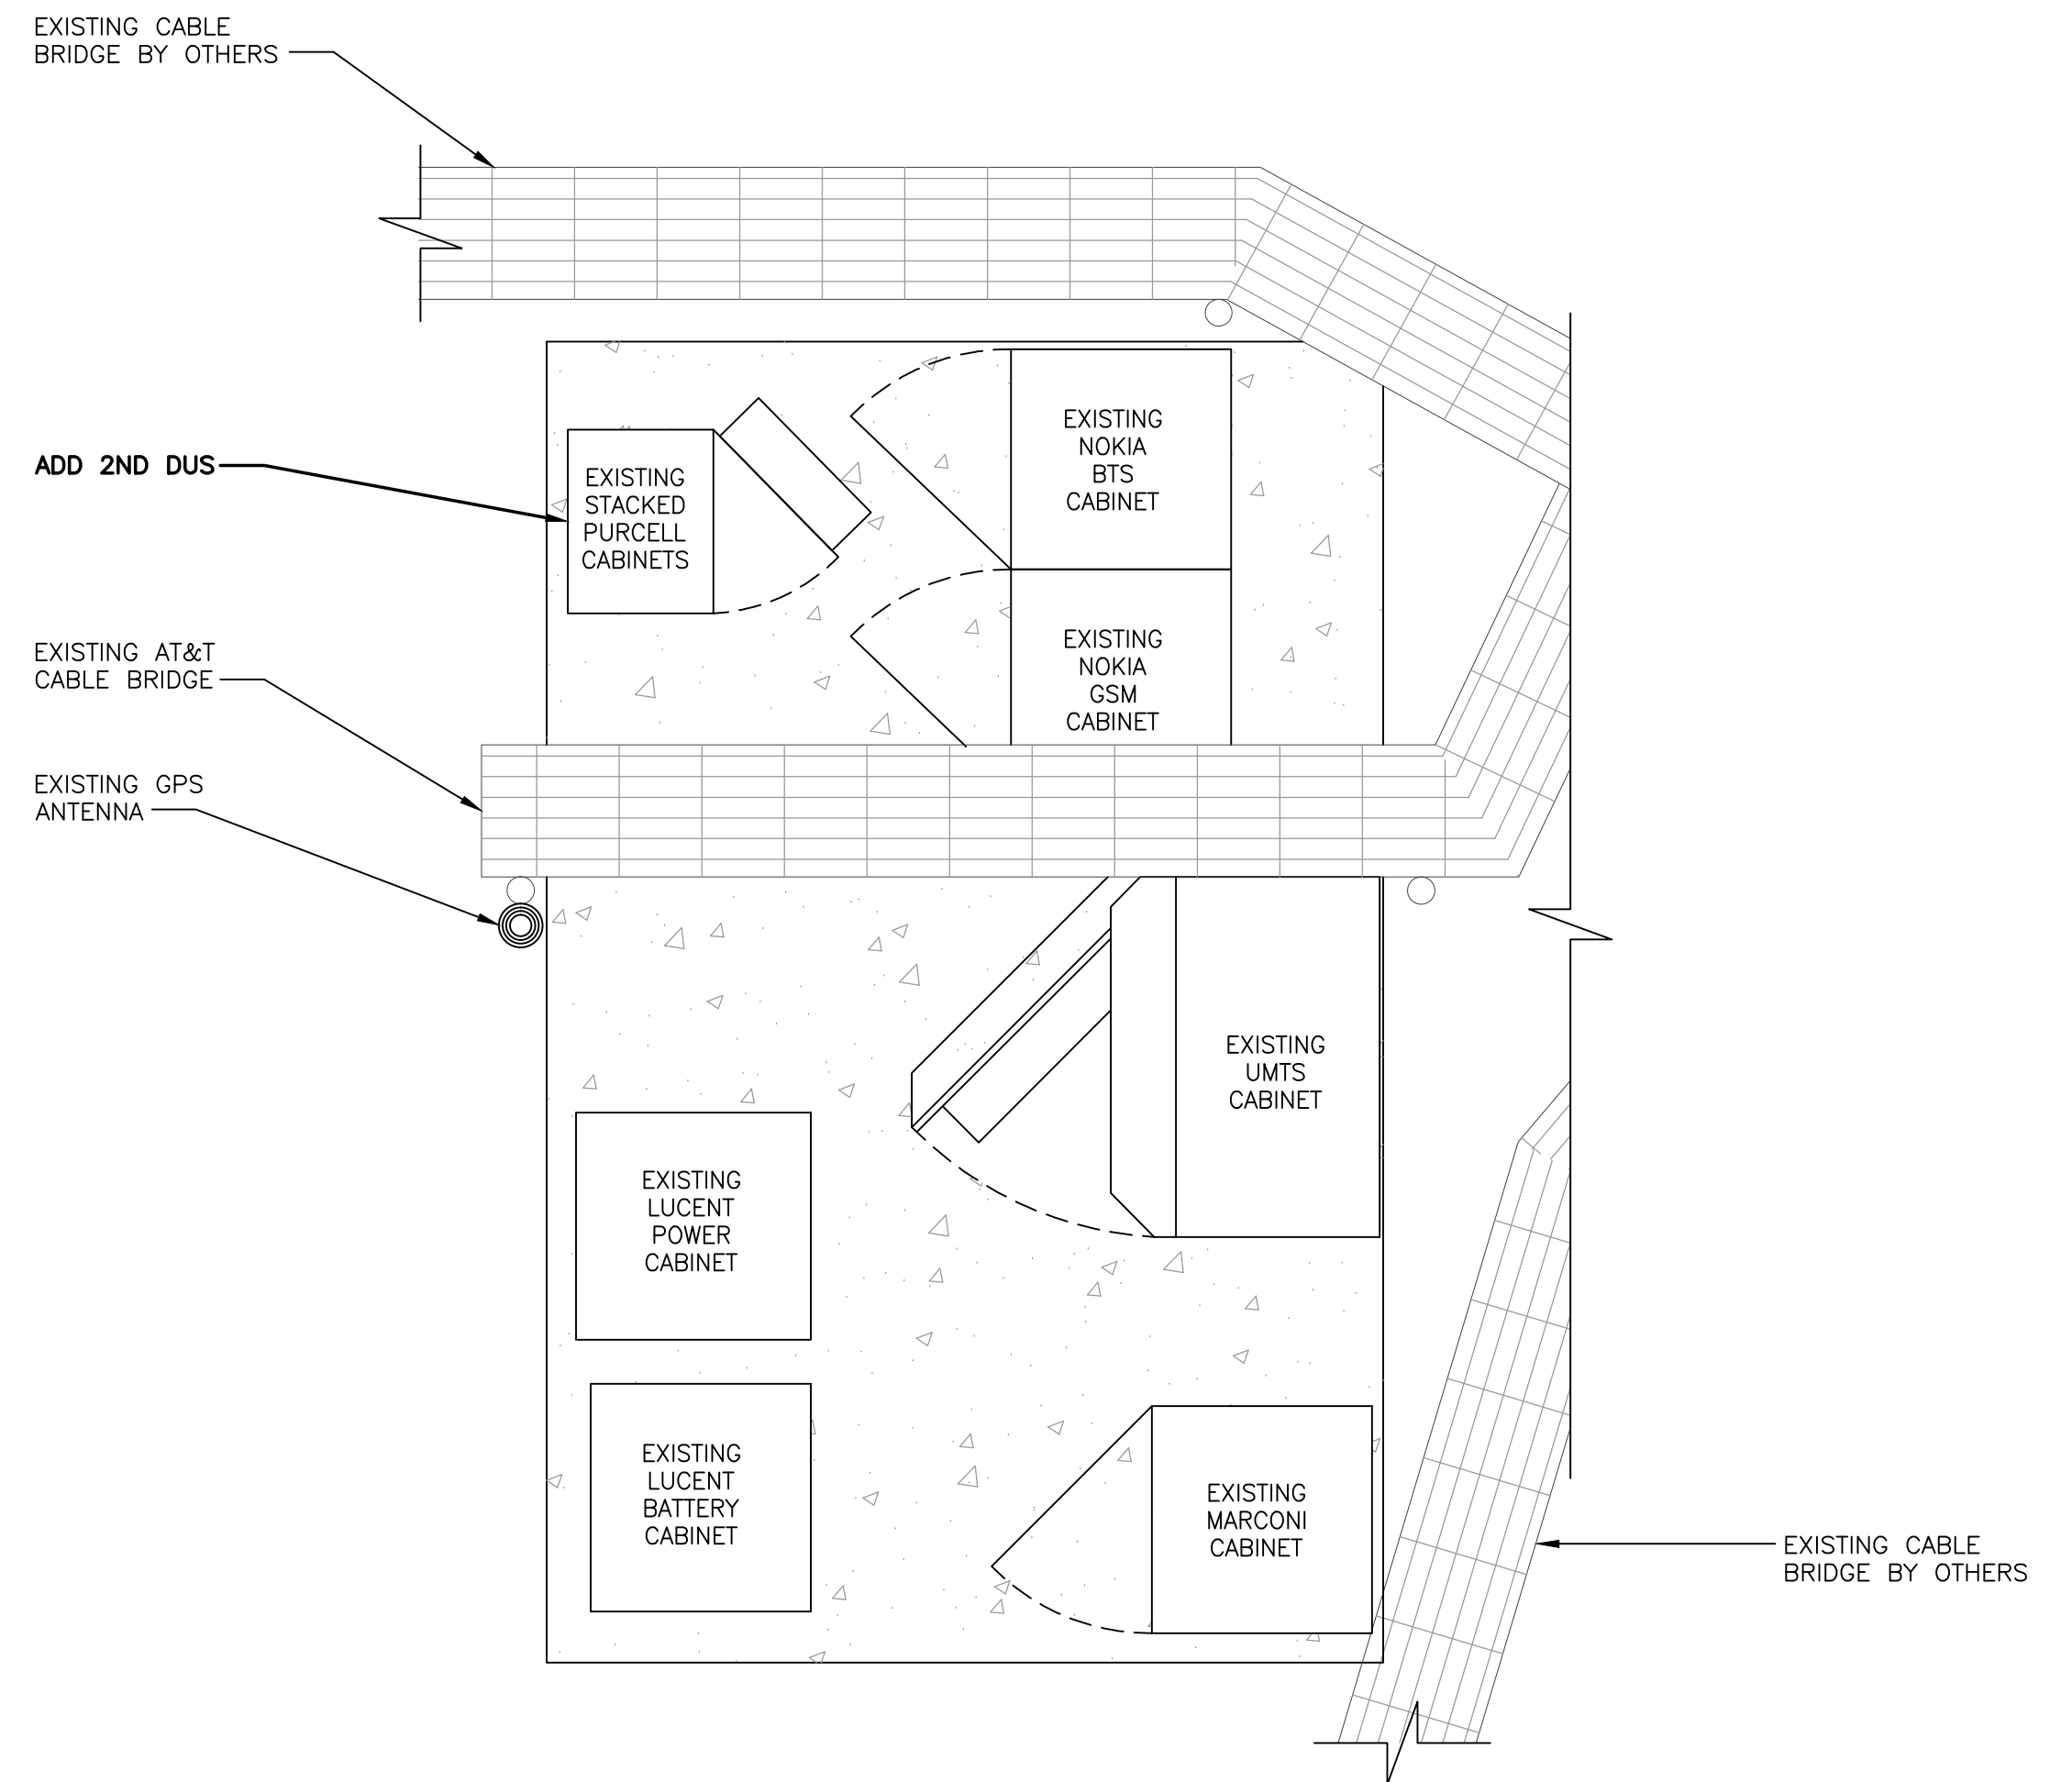 EXISTING CABLE
BRIDGE BY OTHERS
EXISTING
NOKIA
BTS
CABINET
ADD 2ND DUS
EXISTING
STACKED
PURCELL
CABINETS
EXISTING AT&T
CABLE BRIDGE
EXISTING
NOKIA
GSM
CABINET
EXISTING GPS
ANTENNA
EXISTING
UMTS
CABINET
EXISTING
LUCENT
POWER
CABINET
EXISTING
LUCENT
BATTERY
CABINET
EXISTING
MARCONI
CABINET
EXISTING CABLE
BRIDGE BY OTHERS